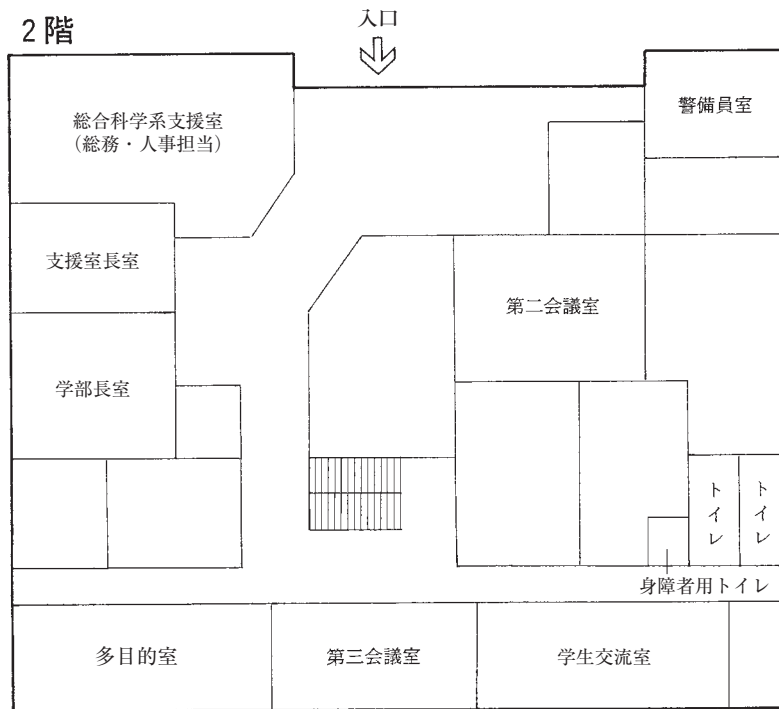 2階
入口
総合科学系支援室
(総務・人事担当)
警備員室
支援室長室
第二会議室
学部長室
トイレ
トイレ
身障者用トイレ
多目的室
第三会議室
学生交流室